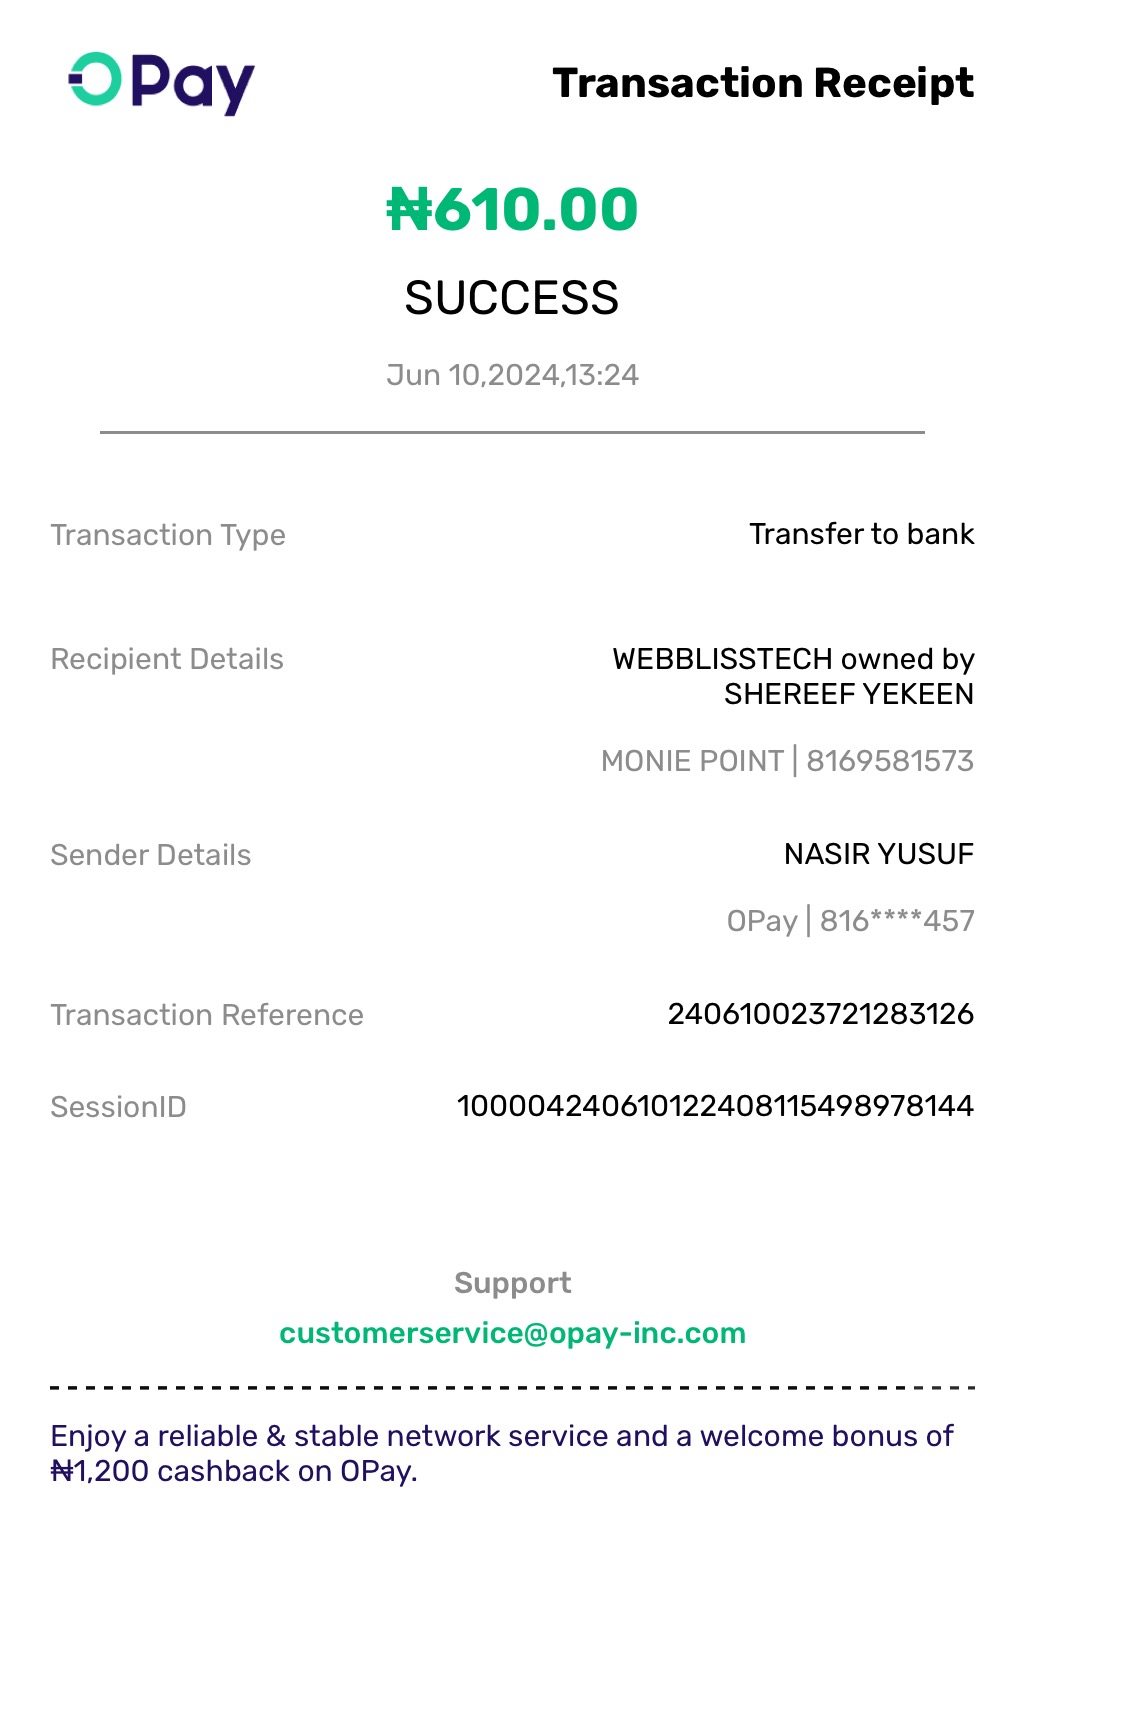 OPay
Transaction Receipt
₦610.00
SUCCESS
Jun 10,2024,13:24
Transaction Type
Transfer to bank
Recipient Details
WEBBLISSTECH owned by
SHEREEF YEKEEN
MONIE POINT | 8169581573
Sender Details
NASIR YUSUF
OPay | 816****457
Transaction Reference
240610023721283126
SessionID
100004240610122408115498978144
Support
customerservice@opay-inc.com
Enjoy a reliable & stable network service and a welcome bonus of
₦1,200 cashback on OPay.